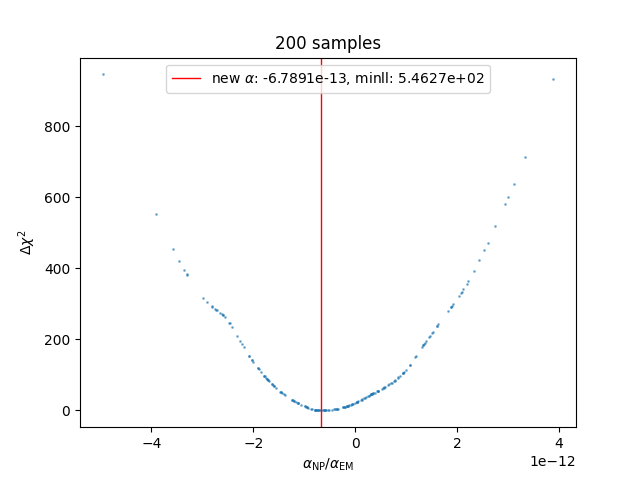 200 samples
new α: -6.7891e-13, minll: 5.4627e+02
Δχ²
800
600
400
200
0
−4 −2 0 2 4
1e−12
α_NP/α_EM